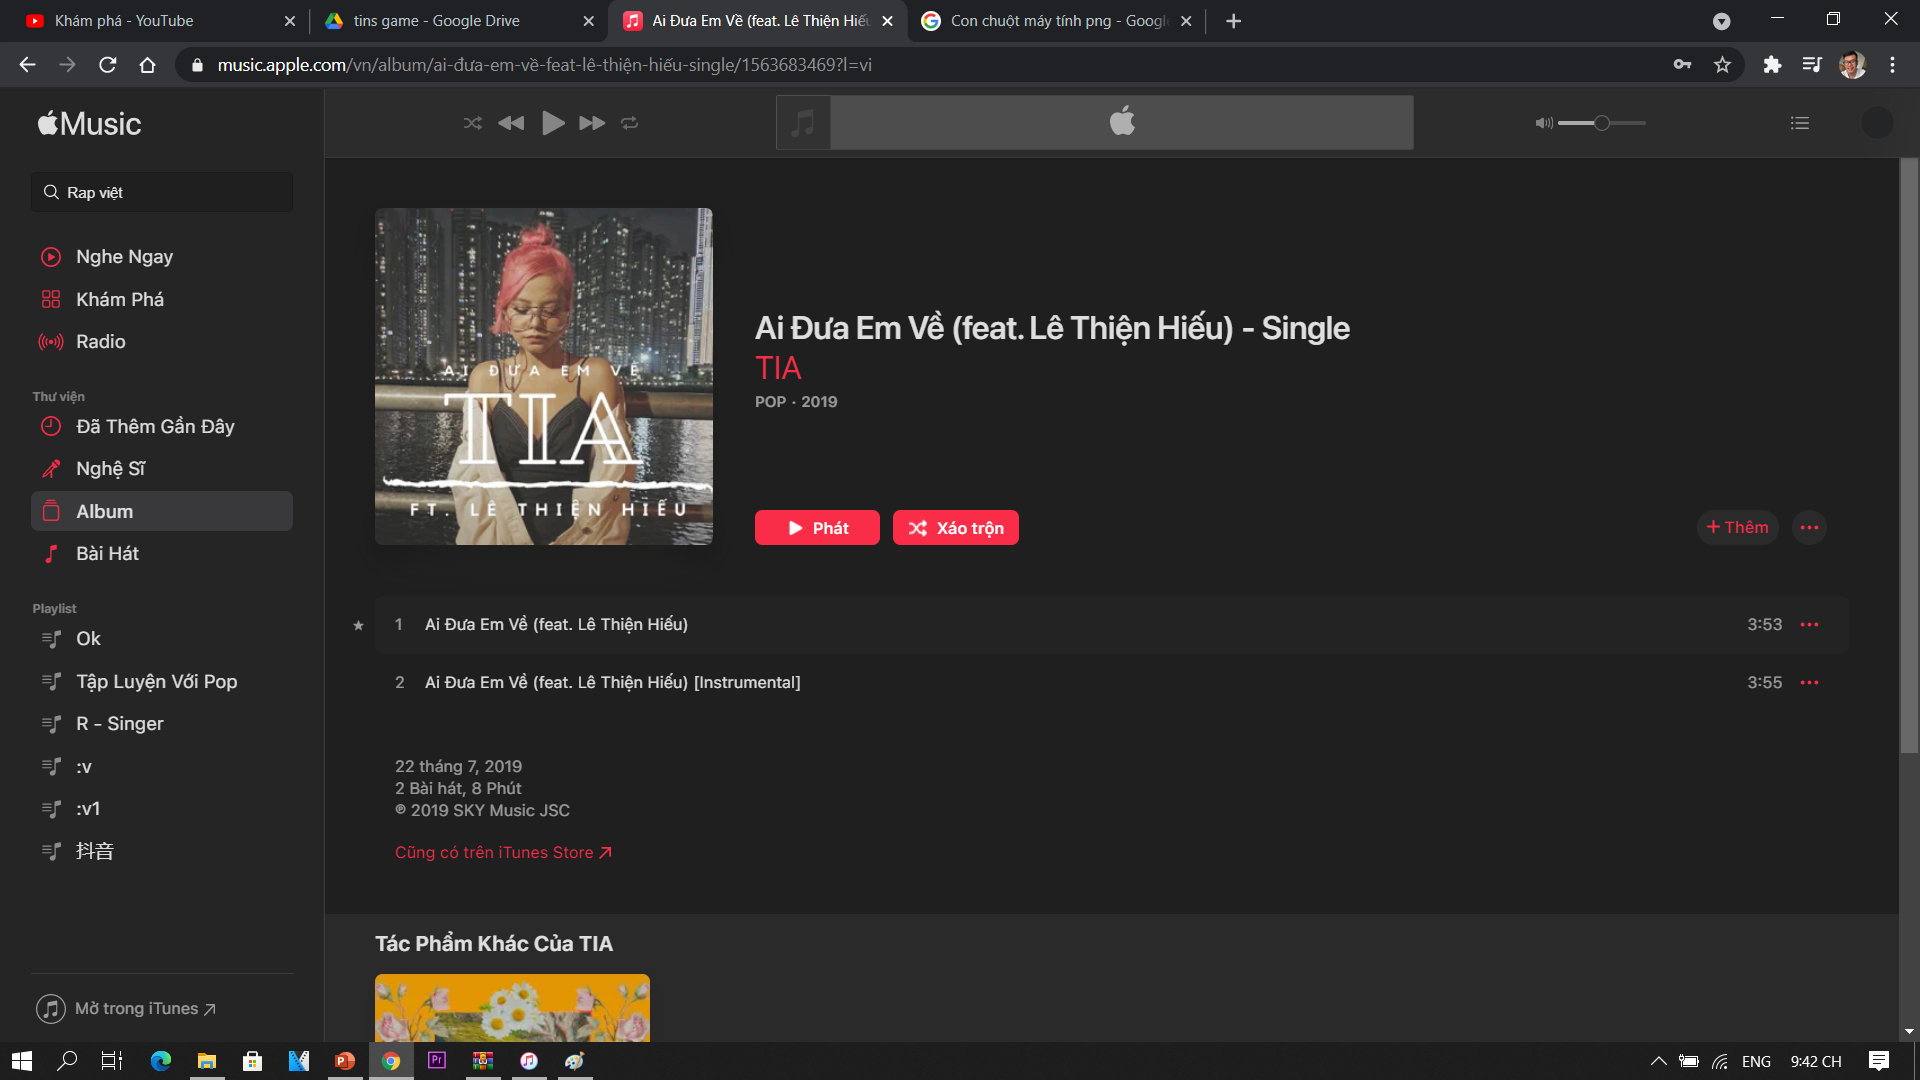 Khám phá - YouTube
tins game - Google Drive
Ai Đưa Em Về (feat. Lê Thiện Hiếu
Con chuột máy tính png - Google
music.apple.com/vn/album/ai-đưa-em-về-feat-lê-thiện-hiếu-single/1563683469?l=vi
Music
Rap việt
Nghe Ngay
Khám Phá
Radio
Thư viện
Đã Thêm Gần Đây
Nghệ Sĩ
Album
Bài Hát
Playlist
Ok
Tập Luyện Với Pop
R - Singer
:v
:v1
抖音
Mở trong iTunes
AI ĐƯA EM VỀ
TIA
FT. LÊ THIỆN HIẾU
Ai Đưa Em Về (feat. Lê Thiện Hiếu) - Single
TIA
POP · 2019
Phát
Xáo trộn
+ Thêm
1 Ai Đưa Em Về (feat. Lê Thiện Hiếu) 3:53
2 Ai Đưa Em Về (feat. Lê Thiện Hiếu) [Instrumental] 3:55
22 tháng 7, 2019
2 Bài hát, 8 Phút
℗ 2019 SKY Music JSC
Cũng có trên iTunes Store
Tác Phẩm Khác Của TIA
ENG
9:42 CH